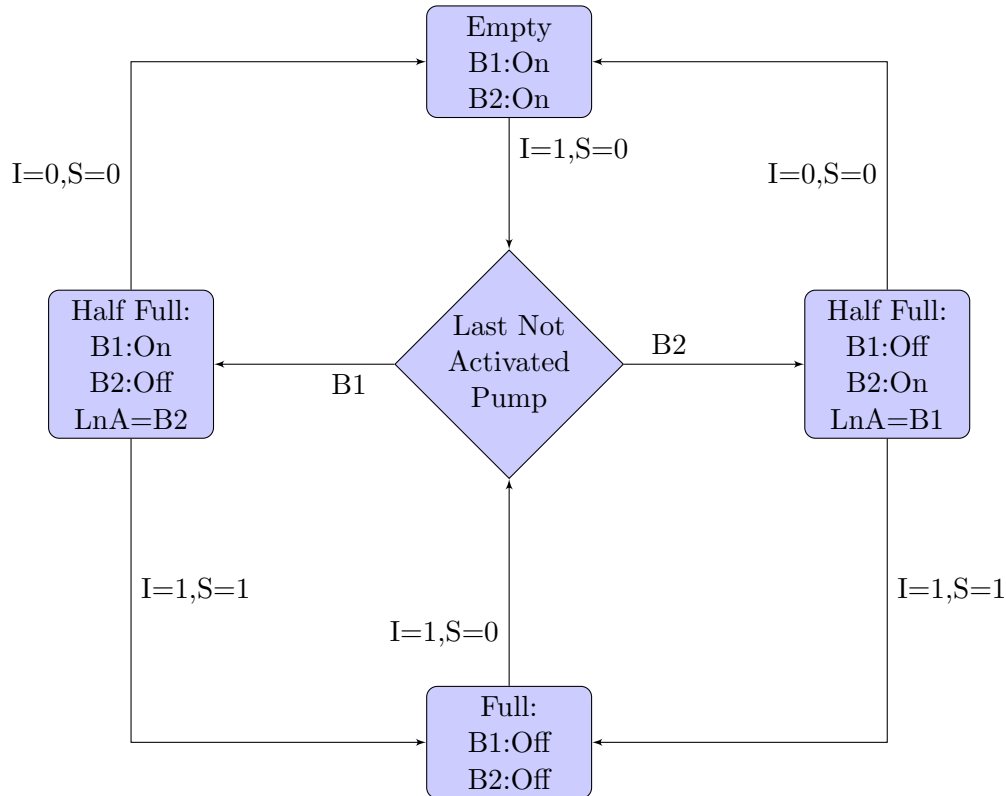 Empty
B1:On
B2:On
I=1,S=0
I=0,S=0
I=0,S=0
Half Full:
B1:On
B2:Off
LnA=B2
Last Not
Activated
Pump
B1
B2
Half Full:
B1:Off
B2:On
LnA=B1
I=1,S=1
I=1,S=0
I=1,S=1
Full:
B1:Off
B2:Off